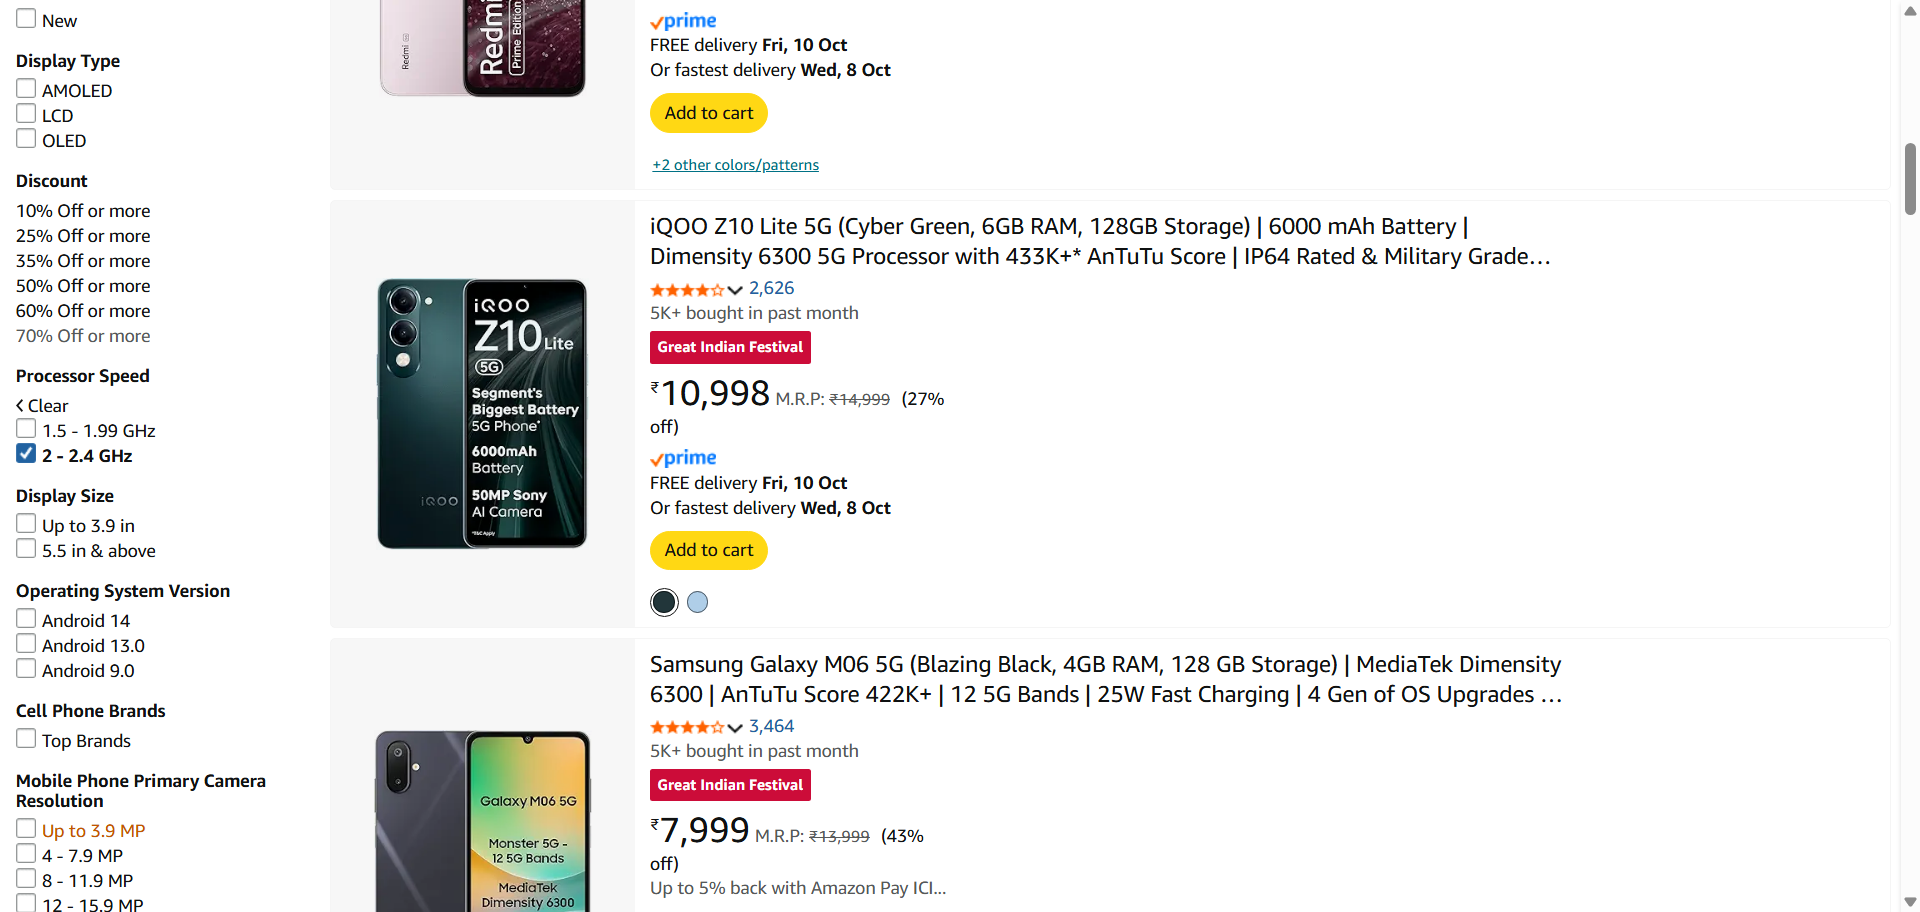 New
Display Type
AMOLED
LCD
OLED
Discount
10% Off or more
25% Off or more
35% Off or more
50% Off or more
60% Off or more
70% Off or more
Processor Speed
Clear
1.5 - 1.99 GHz
2 - 2.4 GHz
Display Size
Up to 3.9 in
5.5 in & above
Operating System Version
Android 14
Android 13.0
Android 9.0
Cell Phone Brands
Top Brands
Mobile Phone Primary Camera
Resolution
Up to 3.9 MP
4 - 7.9 MP
8 - 11.9 MP
12 - 15.9 MP
Redmi
Redmi
Prime Edition
prime
FREE delivery Fri, 10 Oct
Or fastest delivery Wed, 8 Oct
Add to cart
+2 other colors/patterns
iQOO
iQOO
Z10 Lite
5G
Segment's
Biggest Battery
5G Phone*
6000mAh
Battery
50MP Sony
AI Camera
*T&C Apply
iQOO Z10 Lite 5G (Cyber Green, 6GB RAM, 128GB Storage) | 6000 mAh Battery |
Dimensity 6300 5G Processor with 433K+* AnTuTu Score | IP64 Rated & Military Grade…
2,626
5K+ bought in past month
Great Indian Festival
₹10,998 M.R.P: ₹14,999 (27%
off)
prime
FREE delivery Fri, 10 Oct
Or fastest delivery Wed, 8 Oct
Add to cart
Galaxy M06 5G
Monster 5G -
12 5G Bands
MediaTek
Dimensity 6300
Samsung Galaxy M06 5G (Blazing Black, 4GB RAM, 128 GB Storage) | MediaTek Dimensity
6300 | AnTuTu Score 422K+ | 12 5G Bands | 25W Fast Charging | 4 Gen of OS Upgrades …
3,464
5K+ bought in past month
Great Indian Festival
₹7,999 M.R.P: ₹13,999 (43%
off)
Up to 5% back with Amazon Pay ICI…